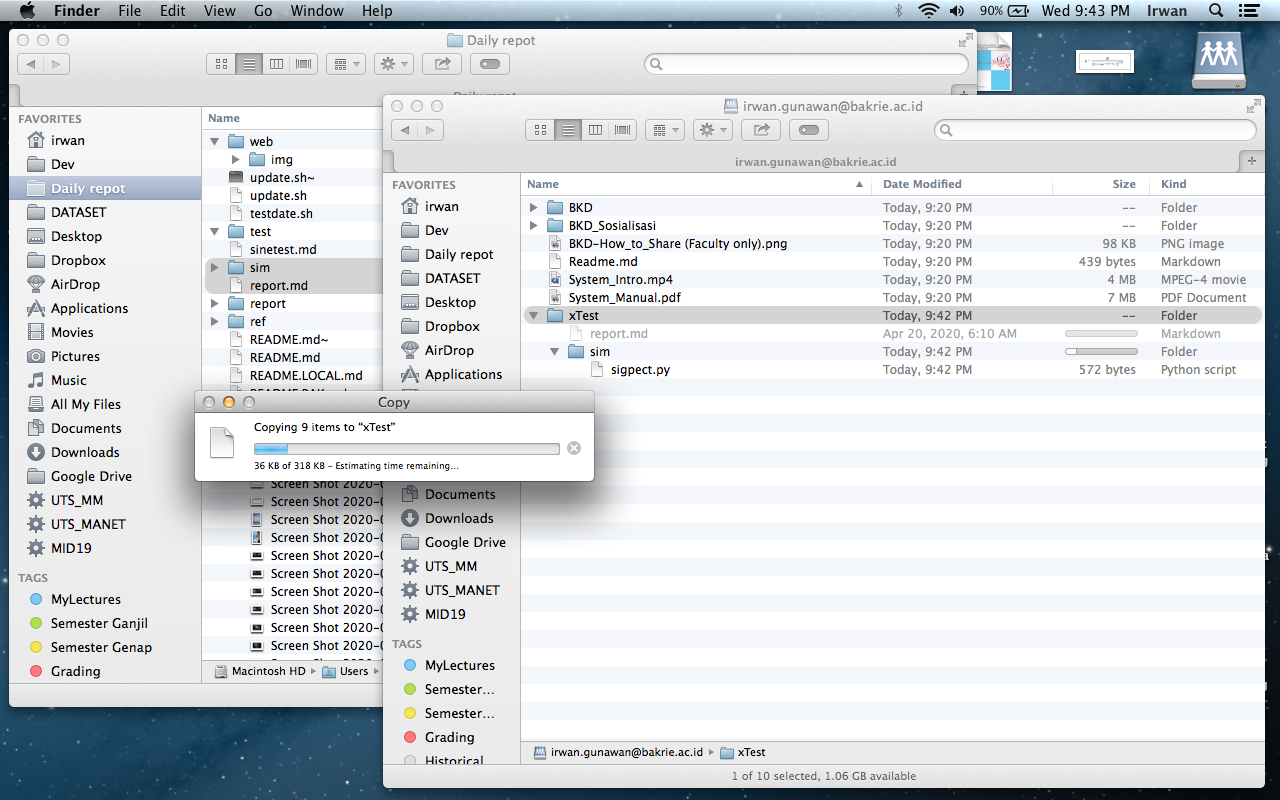 Finder File Edit View Go Window Help 90% Wed 9:43 PM Irwan
Daily repot
FAVORITES
irwan
Dev
Daily repot
DATASET
Desktop
Dropbox
AirDrop
Applications
Movies
Pictures
Music
All My Files
Documents
Downloads
Google Drive
UTS_MM
UTS_MANET
MID19
TAGS
MyLectures
Semester Ganjil
Semester Genap
Grading
Name
web
img
update.sh~
update.sh
testdate.sh
test
sinetest.md
sim
report.md
report
ref
README.md~
README.md
README.LOCAL.md
Screen Shot 2020-0
Screen Shot 2020-0
Screen Shot 2020-0
Screen Shot 2020-0
Screen Shot 2020-0
Screen Shot 2020-0
Screen Shot 2020-0
Screen Shot 2020-0
Screen Shot 2020-0
Screen Shot 2020-0
Macintosh HD ▸ Users ▸
Copy
Copying 9 items to “xTest”
36 KB of 318 KB – Estimating time remaining…
irwan.gunawan@bakrie.ac.id
irwan.gunawan@bakrie.ac.id
FAVORITES
irwan
Dev
Daily repot
DATASET
Desktop
Dropbox
AirDrop
Applications
Documents
Downloads
Google Drive
UTS_MM
UTS_MANET
MID19
TAGS
MyLectures
Semester…
Semester…
Grading
Historical
Name Date Modified Size Kind
BKD Today, 9:20 PM -- Folder
BKD_Sosialisasi Today, 9:20 PM -- Folder
BKD-How_to_Share (Faculty only).png Today, 9:20 PM 98 KB PNG image
Readme.md Today, 9:20 PM 439 bytes Markdown
System_Intro.mp4 Today, 9:20 PM 4 MB MPEG-4 movie
System_Manual.pdf Today, 9:20 PM 7 MB PDF Document
xTest Today, 9:42 PM -- Folder
report.md Apr 20, 2020, 6:10 AM Markdown
sim Today, 9:42 PM Folder
sigpect.py Today, 9:42 PM 572 bytes Python script
irwan.gunawan@bakrie.ac.id ▸ xTest
1 of 10 selected, 1.06 GB available